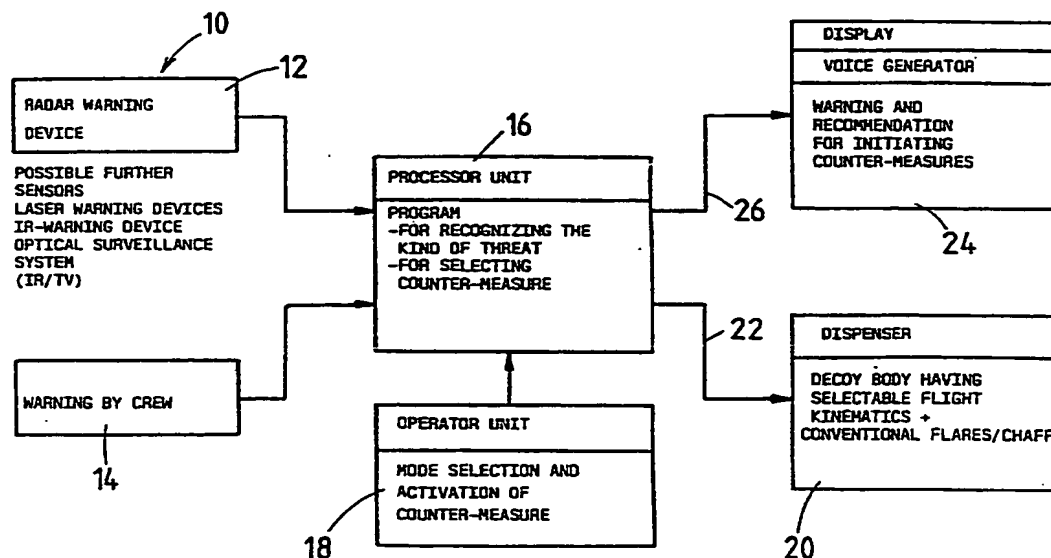 10
12
RADAR WARNING
DEVICE
POSSIBLE FURTHER
SENSORS
LASER WARNING DEVICES
IR-WARNING DEVICE
OPTICAL SURVEILLANCE
SYSTEM
(IR/TV)
WARNING BY CREW
14
16
PROCESSOR UNIT
PROGRAM
-FOR RECOGNIZING THE
KIND OF THREAT
-FOR SELECTING
COUNTER-MEASURE
OPERATOR UNIT
MODE SELECTION AND
ACTIVATION OF
COUNTER-MEASURE
18
DISPLAY
VOICE GENERATOR
WARNING AND
RECOMMENDATION
FOR INITIATING
COUNTER-MEASURES
26
24
22
DISPENSER
DECOY BODY HAVING
SELECTABLE FLIGHT
KINEMATICS +
CONVENTIONAL FLARES/CHAFF
20